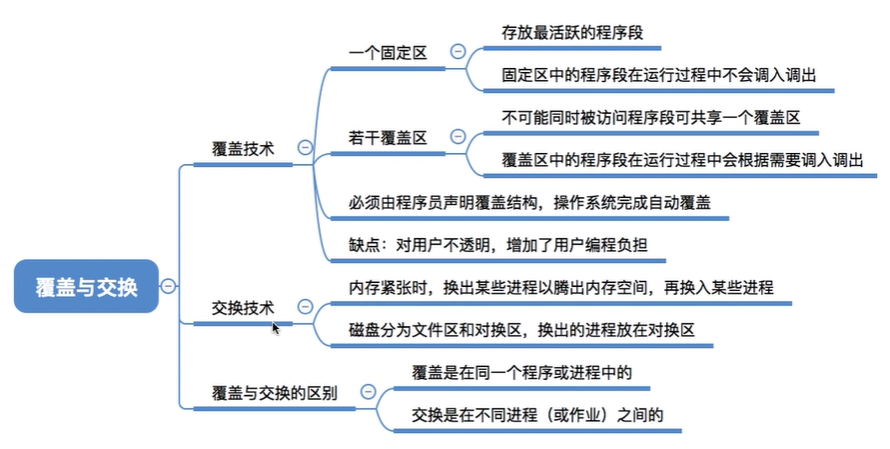 存放最活跃的程序段
一个固定区
固定区中的程序段在运行过程中不会调入调出
不可能同时被访问程序段可共享一个覆盖区
若干覆盖区
覆盖技术
覆盖区中的程序段在运行过程中会根据需要调入调出
必须由程序员声明覆盖结构，操作系统完成自动覆盖
缺点：对用户不透明，增加了用户编程负担
覆盖与交换
内存紧张时，换出某些进程以腾出内存空间，再换入某些进程
交换技术
磁盘分为文件区和对换区，换出的进程放在对换区
覆盖是在同一个程序或进程中的
覆盖与交换的区别
交换是在不同进程（或作业）之间的